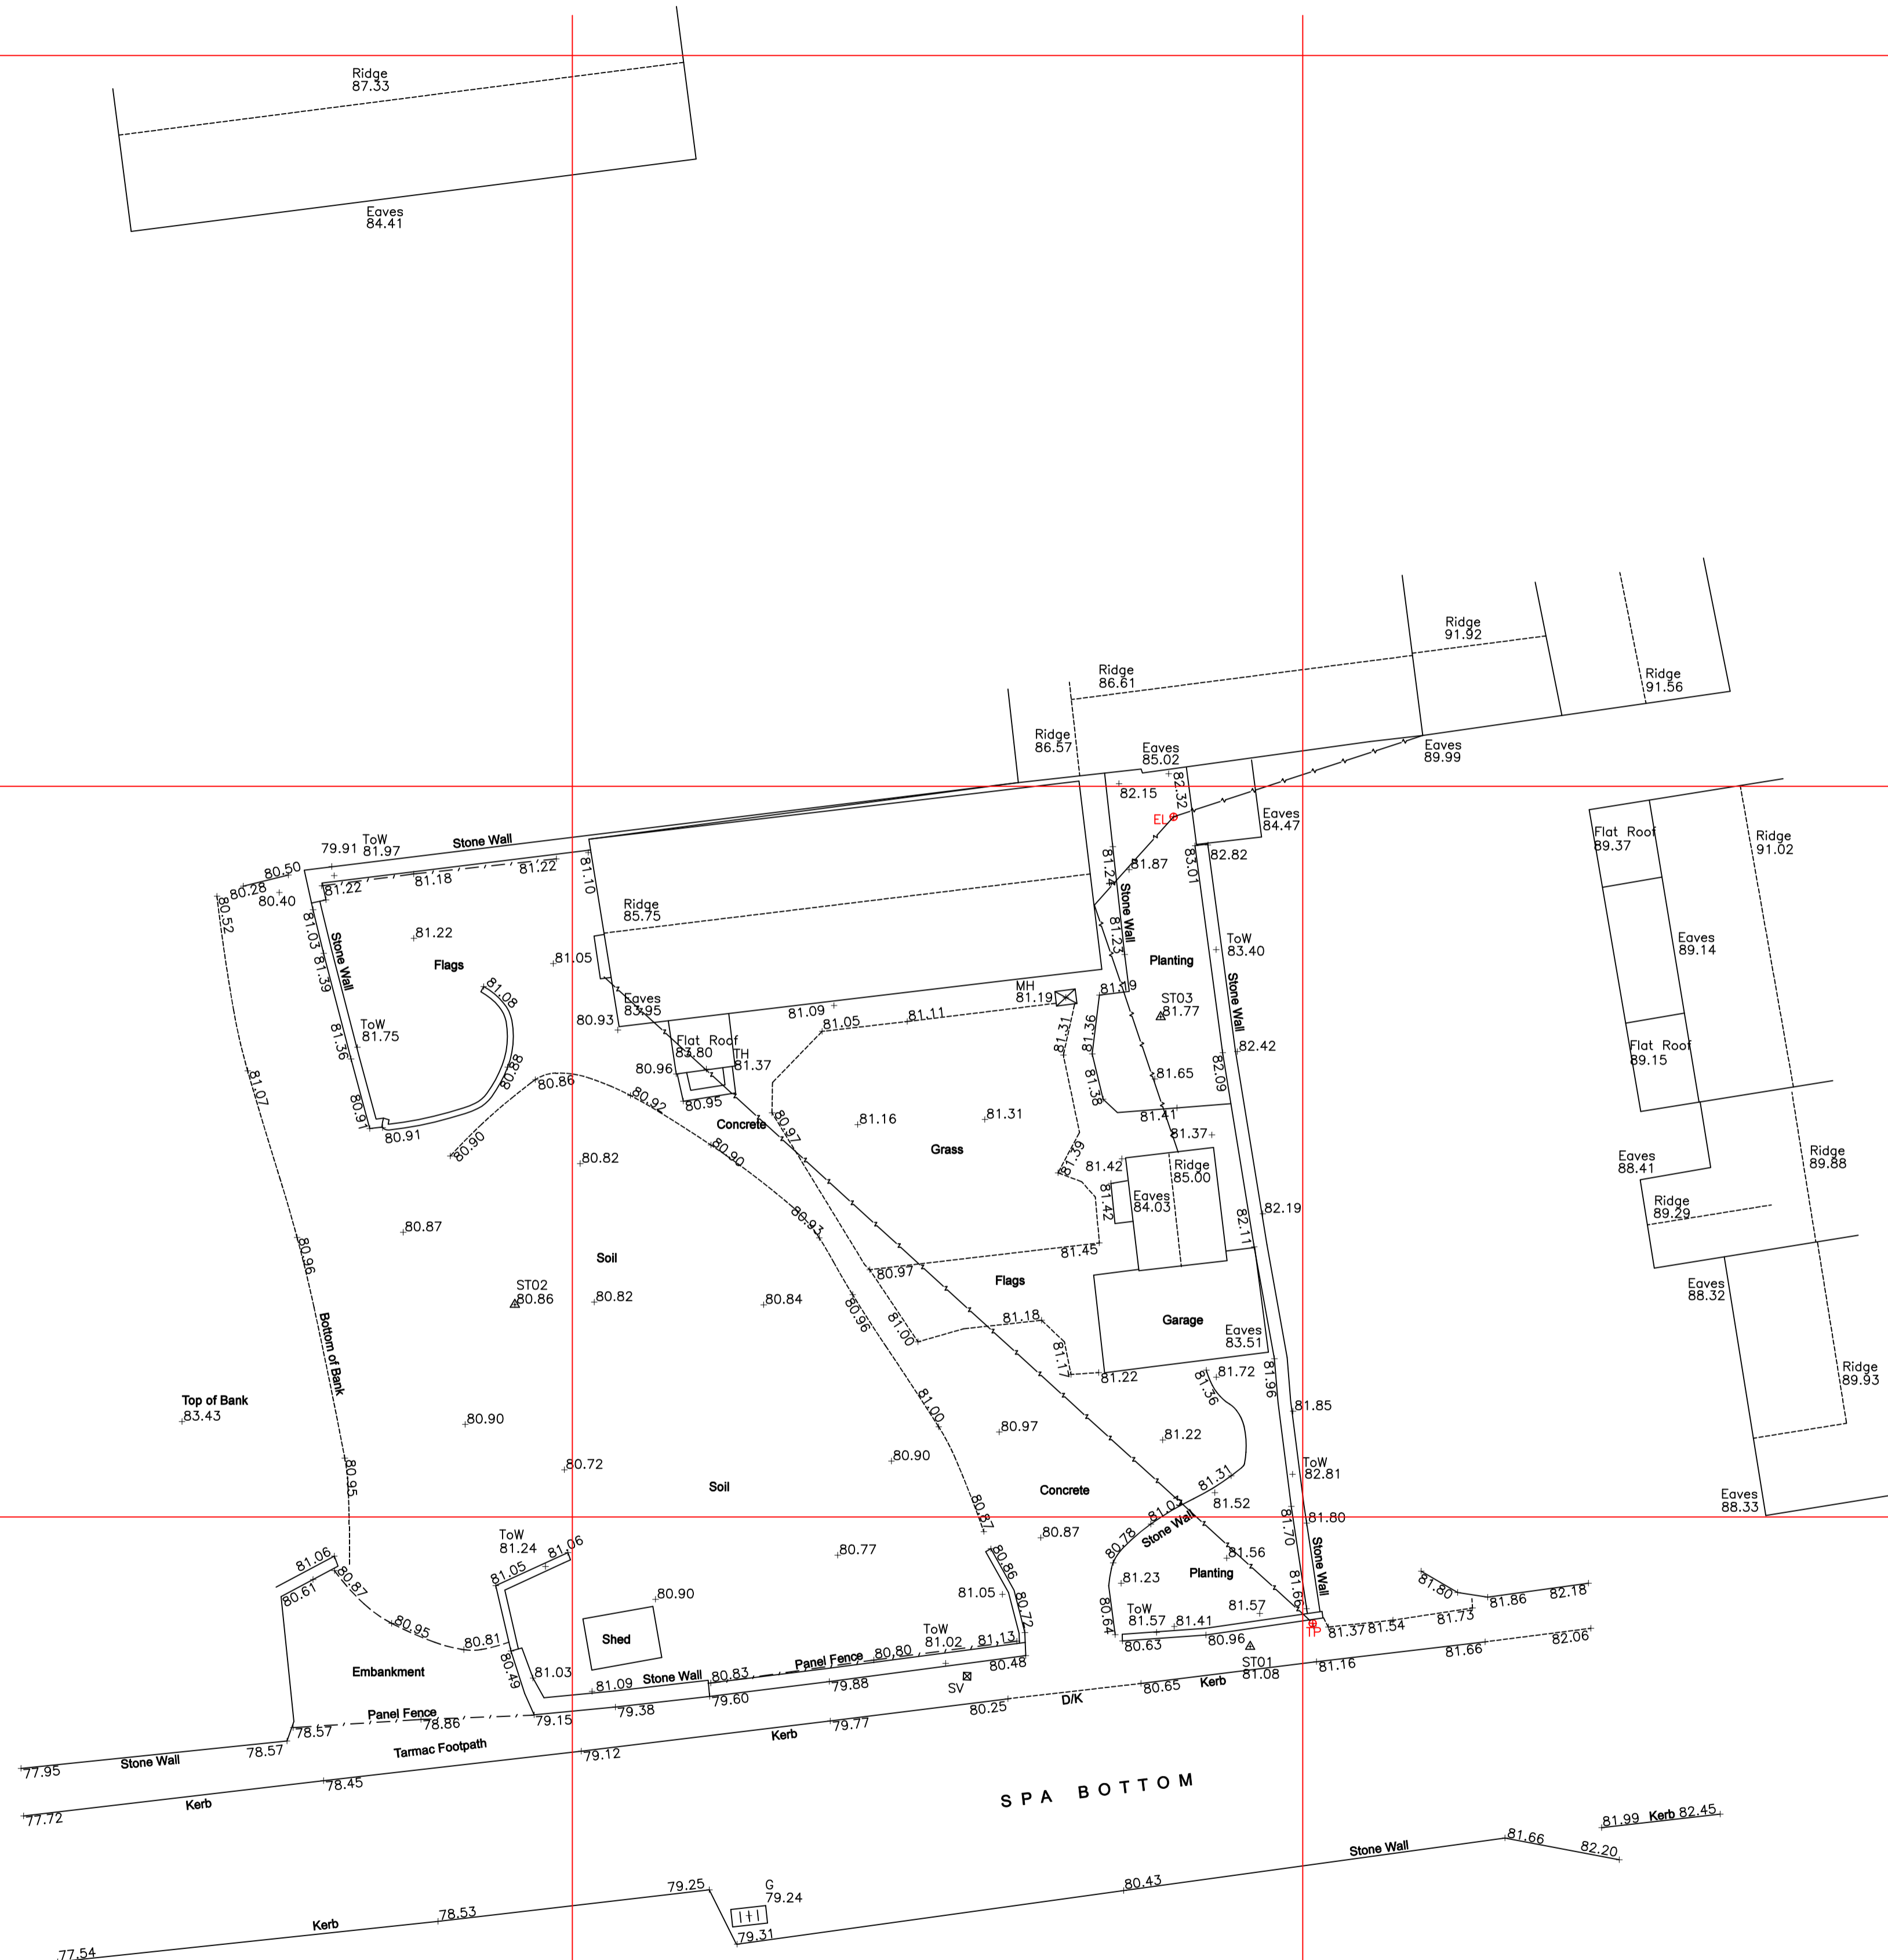 Ridge
87.33
Eaves
84.41
Ridge
91.92
Ridge
86.61
Ridge
91.56
Ridge
86.57
Eaves
85.02
Eaves
89.99
82.32
82.15
EL
Eaves
84.47
Flat Roof
89.37
Ridge
91.02
79.91
ToW
81.97
Stone Wall
80.50
80.28
80.40
80.52
81.22
81.18
81.22
81.10
81.24
81.87
83.01
82.82
81.03
Stone Wall
81.39
81.22
Flags
81.05
Ridge
85.75
Stone Wall
81.23
Planting
ToW
83.40
Eaves
89.14
81.08
Eaves
83.95
80.93
81.09
81.05
81.11
MH
81.19
81.19
ST03
81.77
Stone Wall
81.36
ToW
81.75
Flat Roof
83.80
TH
81.37
81.31
81.36
82.42
Flat Roof
89.15
81.07
80.88
80.96
80.86
80.92
80.95
81.65
82.09
81.38
80.91
80.91
80.90
Concrete
80.97
81.16
81.31
81.41
81.37
80.82
80.90
Grass
81.39
81.42
Ridge
85.00
Eaves
88.41
Ridge
89.88
81.42
Eaves
84.03
82.19
Ridge
89.29
80.87
80.93
82.11
80.96
Soil
81.45
80.97
Flags
ST02
80.86
80.82
80.84
80.96
81.00
81.18
Garage
Eaves
88.32
Bottom of Bank
Eaves
83.51
81.17
81.22
81.72
81.96
81.36
Ridge
89.93
Top of Bank
83.43
80.90
81.00
80.97
81.22
81.85
80.72
80.90
ToW
82.81
80.95
Soil
Concrete
81.31
81.52
Eaves
88.33
80.87
81.03
Stone Wall
81.80
81.70
ToW
81.24
81.06
80.87
80.78
80.77
81.56
Stone Wall
81.06
80.61
80.87
81.05
80.86
81.05
81.23
Planting
81.80
82.18
80.90
80.72
80.64
ToW
81.57
81.41
81.57
81.66
81.86
80.95
80.81
Shed
ToW
81.02
81.13
80.63
80.96
TP
81.37
81.54
81.73
80.80
Panel Fence
80.48
ST01
81.08
81.16
81.66
82.06
Embankment
80.49
81.03
81.09
Stone Wall
80.83
79.88
SV
D/K
80.65
Kerb
79.60
79.38
79.15
80.25
Panel Fence
78.57
78.86
78.57
79.77
Kerb
77.95
Stone Wall
Tarmac Footpath
79.12
78.45
77.72
Kerb
SPA BOTTOM
81.99
Kerb
82.45
81.66
82.20
Stone Wall
80.43
79.25
G
79.24
78.53
Kerb
79.31
77.54